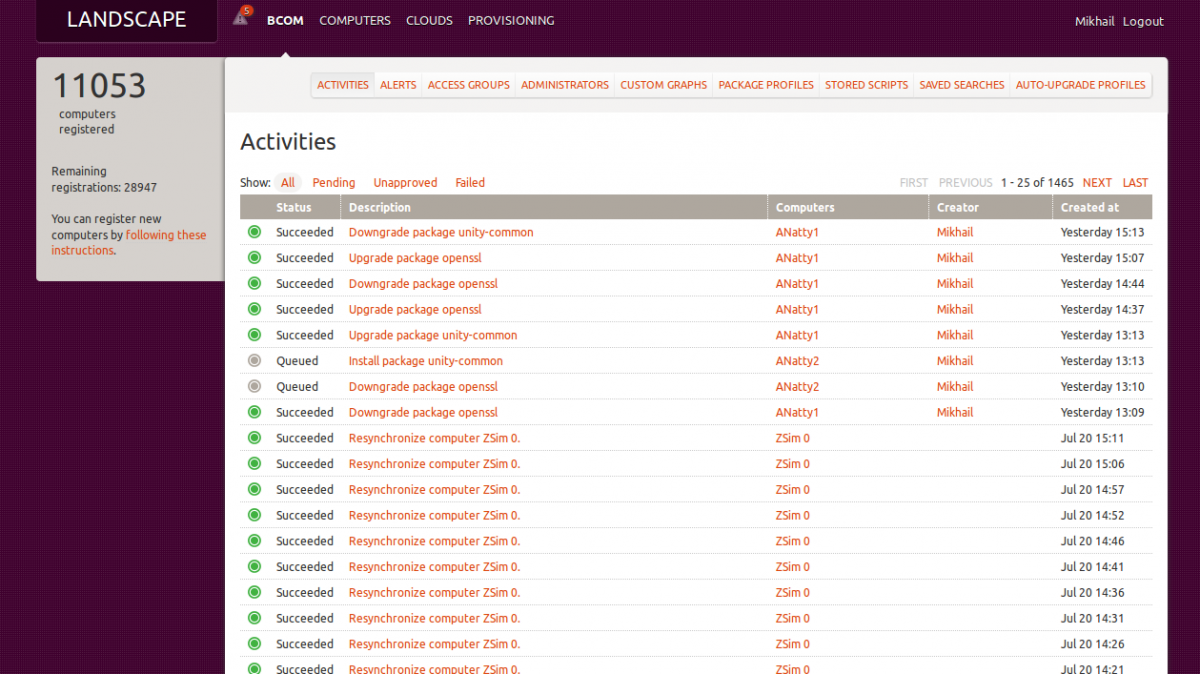 LANDSCAPE
5 BCOM COMPUTERS CLOUDS PROVISIONING Mikhail Logout
11053
computers
registered
Remaining
registrations: 28947
You can register new
computers by following these
instructions.
ACTIVITIES ALERTS ACCESS GROUPS ADMINISTRATORS CUSTOM GRAPHS PACKAGE PROFILES STORED SCRIPTS SAVED SEARCHES AUTO-UPGRADE PROFILES
Activities
Show: All Pending Unapproved Failed FIRST PREVIOUS 1 - 25 of 1465 NEXT LAST
Status Description Computers Creator Created at
Succeeded Downgrade package unity-common ANatty1 Mikhail Yesterday 15:13
Succeeded Upgrade package openssl ANatty1 Mikhail Yesterday 15:07
Succeeded Downgrade package openssl ANatty1 Mikhail Yesterday 14:44
Succeeded Upgrade package openssl ANatty1 Mikhail Yesterday 14:37
Succeeded Upgrade package unity-common ANatty1 Mikhail Yesterday 13:13
Queued Install package unity-common ANatty2 Mikhail Yesterday 13:13
Queued Downgrade package openssl ANatty2 Mikhail Yesterday 13:10
Succeeded Downgrade package openssl ANatty1 Mikhail Yesterday 13:09
Succeeded Resynchronize computer ZSim 0. ZSim 0 Jul 20 15:11
Succeeded Resynchronize computer ZSim 0. ZSim 0 Jul 20 15:06
Succeeded Resynchronize computer ZSim 0. ZSim 0 Jul 20 14:57
Succeeded Resynchronize computer ZSim 0. ZSim 0 Jul 20 14:52
Succeeded Resynchronize computer ZSim 0. ZSim 0 Jul 20 14:46
Succeeded Resynchronize computer ZSim 0. ZSim 0 Jul 20 14:41
Succeeded Resynchronize computer ZSim 0. ZSim 0 Jul 20 14:36
Succeeded Resynchronize computer ZSim 0. ZSim 0 Jul 20 14:31
Succeeded Resynchronize computer ZSim 0. ZSim 0 Jul 20 14:26
Succeeded Resynchronize computer ZSim 0. ZSim 0 Jul 20 14:21